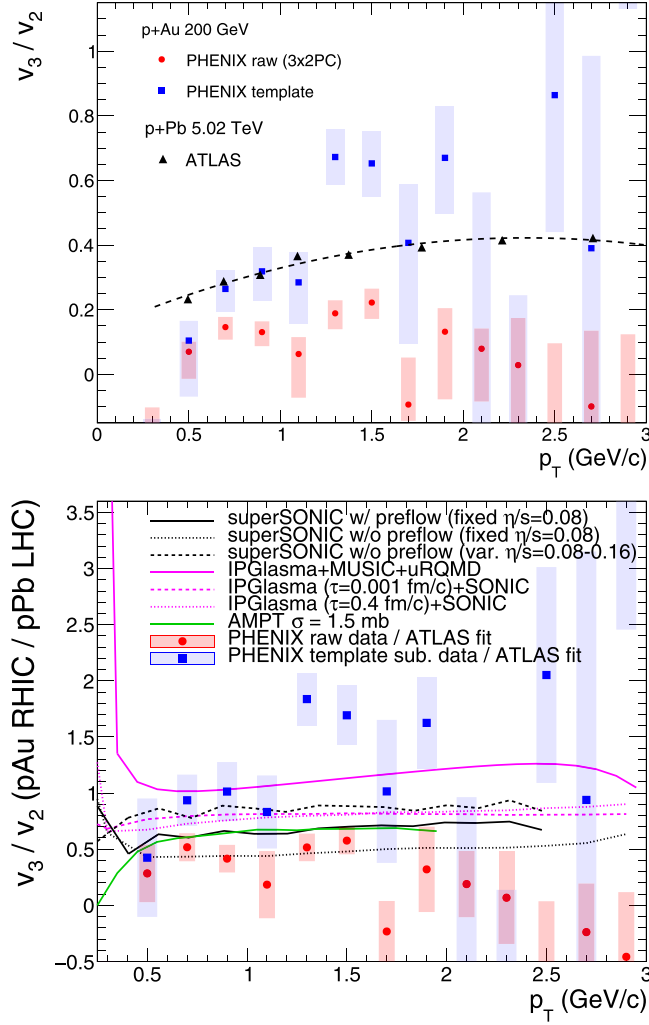 v3 / v2
1
0.8
0.6
0.4
0.2
0
p+Au 200 GeV
PHENIX raw (3x2PC)
PHENIX template
p+Pb 5.02 TeV
ATLAS
0 0.5 1 1.5 2 2.5 3
pT (GeV/c)
v3 / v2 (pAu RHIC / pPb LHC)
3.5
3
2.5
2
1.5
1
0.5
0
−0.5
superSONIC w/ preflow (fixed η/s=0.08)
superSONIC w/o preflow (fixed η/s=0.08)
superSONIC w/o preflow (var. η/s=0.08-0.16)
IPGlasma+MUSIC+uRQMD
IPGlasma (τ=0.001 fm/c)+SONIC
IPGlasma (τ=0.4 fm/c)+SONIC
AMPT σ = 1.5 mb
PHENIX raw data / ATLAS fit
PHENIX template sub. data / ATLAS fit
0.5 1 1.5 2 2.5 3
pT (GeV/c)